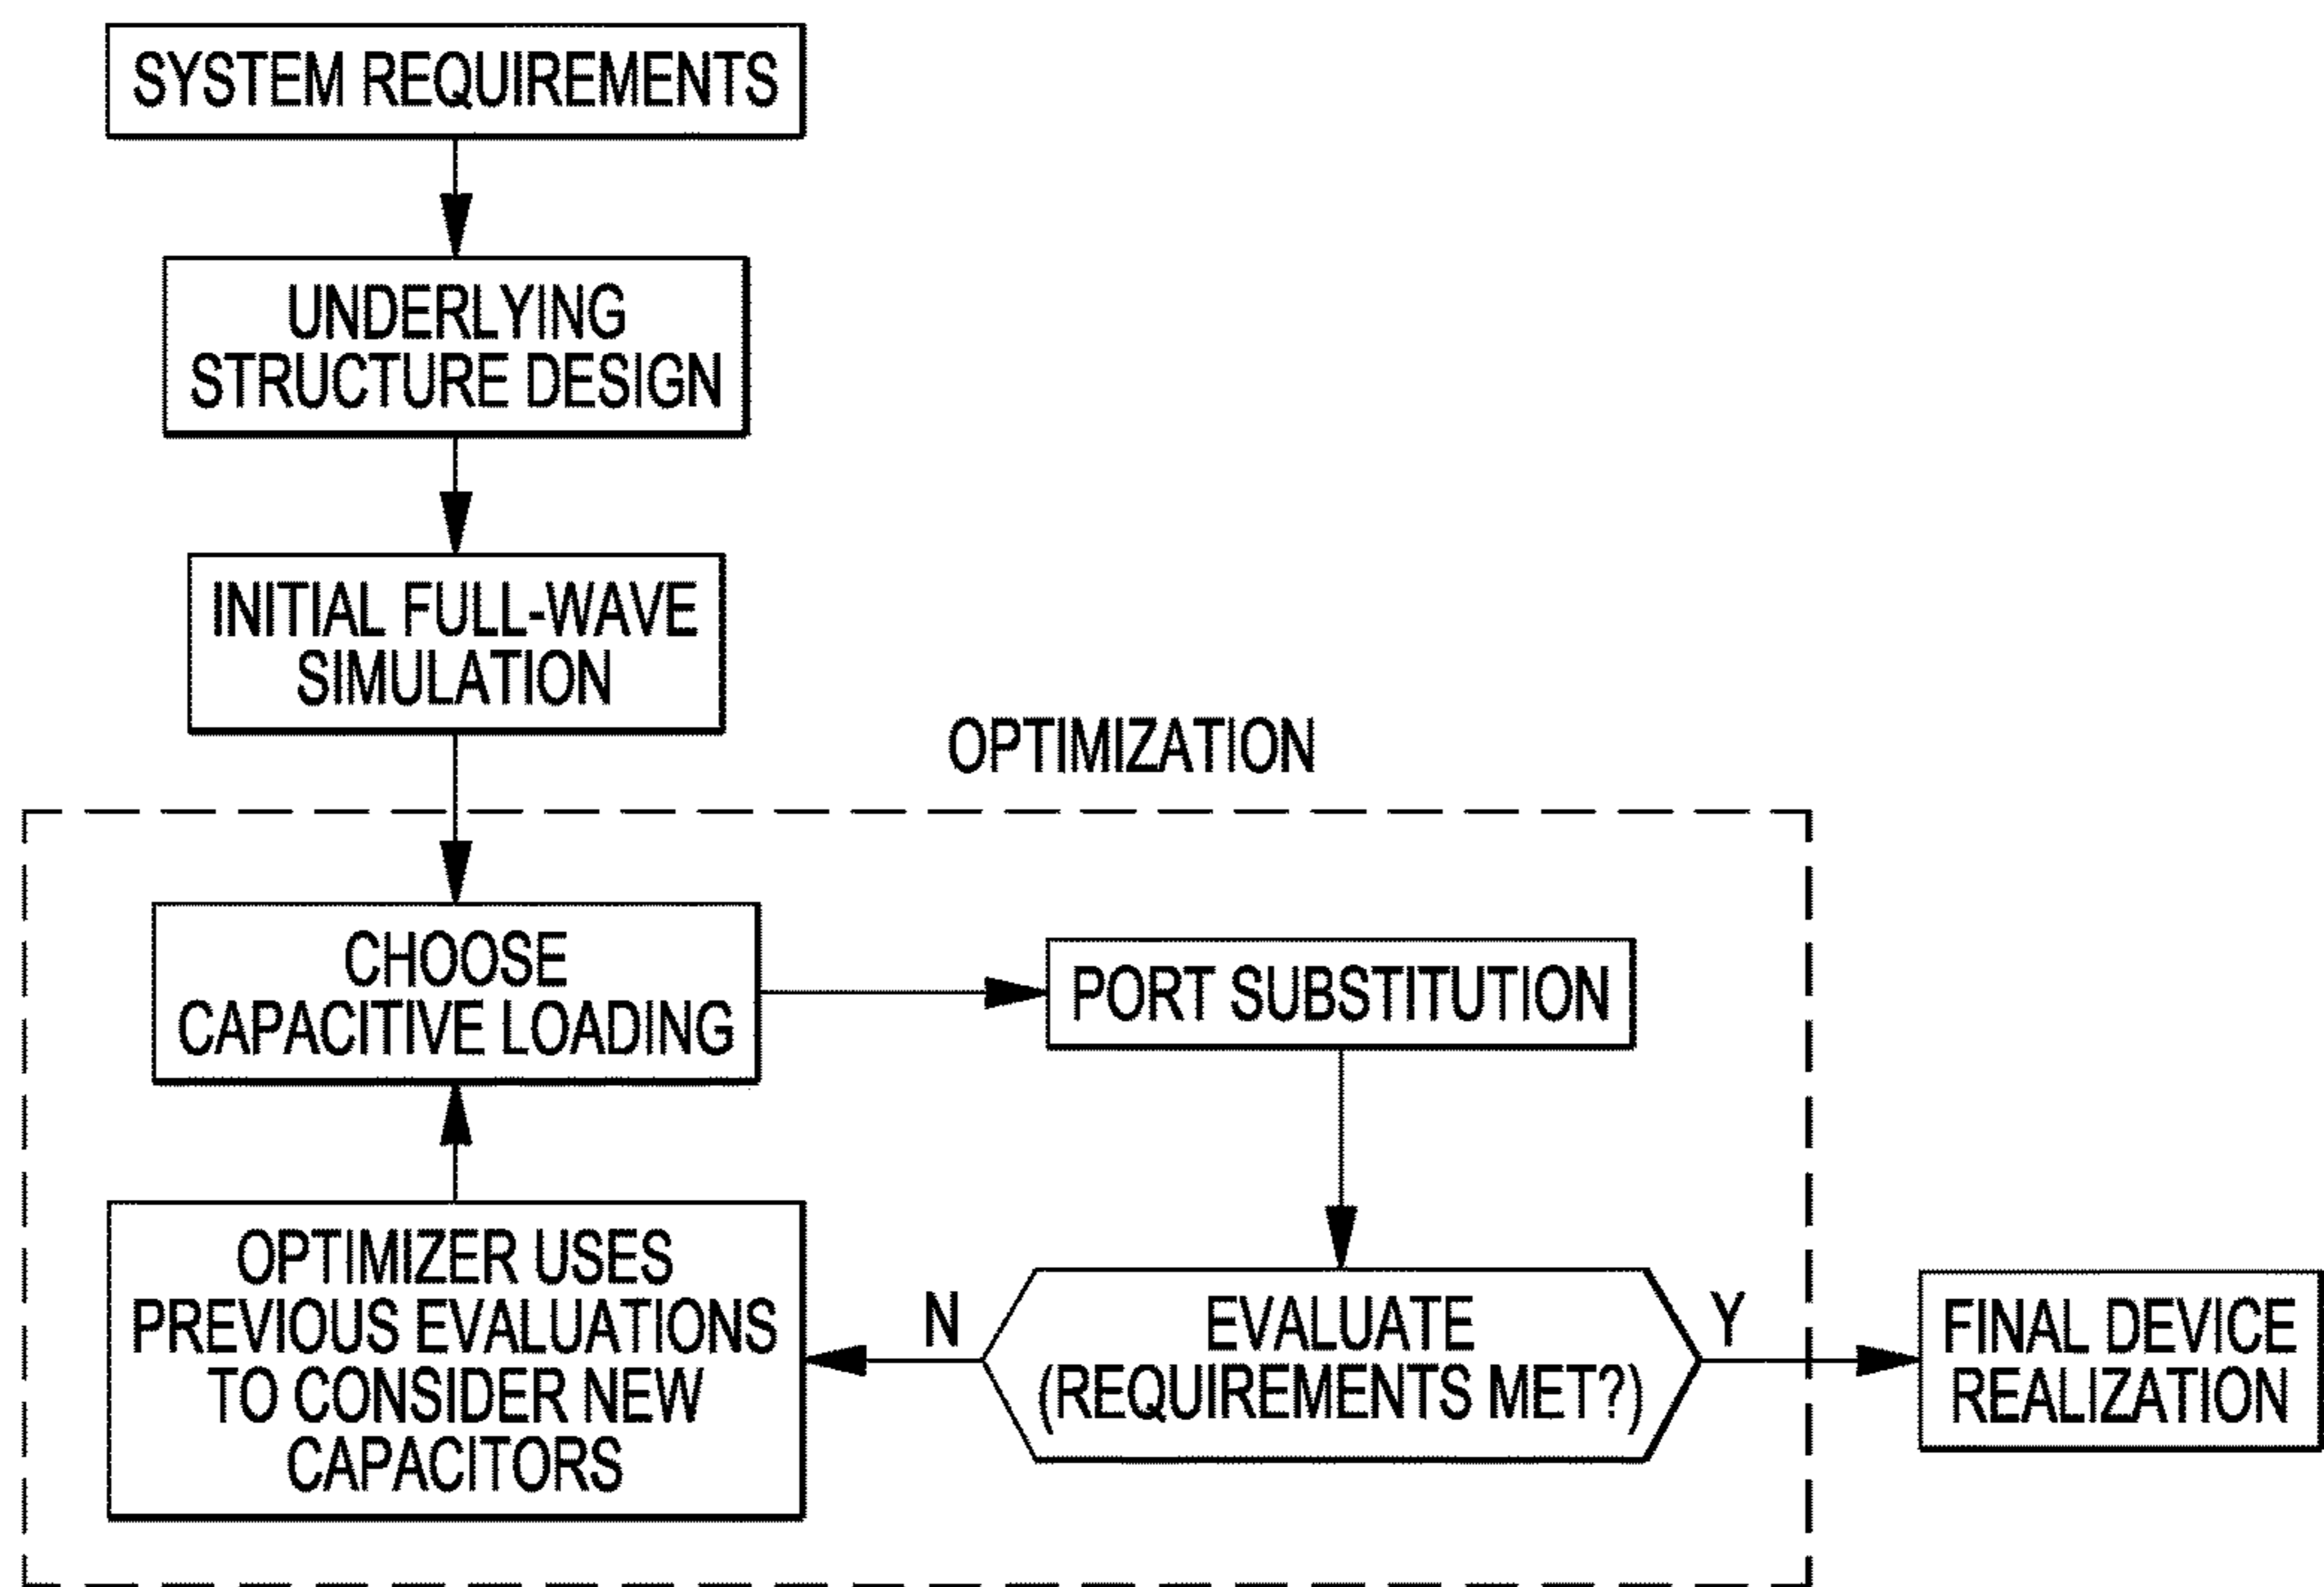 SYSTEM REQUIREMENTS
UNDERLYING
STRUCTURE DESIGN
INITIAL FULL-WAVE
SIMULATION
OPTIMIZATION
CHOOSE
CAPACITIVE LOADING
PORT SUBSTITUTION
OPTIMIZER USES
PREVIOUS EVALUATIONS
TO CONSIDER NEW
CAPACITORS
N
EVALUATE
(REQUIREMENTS MET?)
Y
FINAL DEVICE
REALIZATION